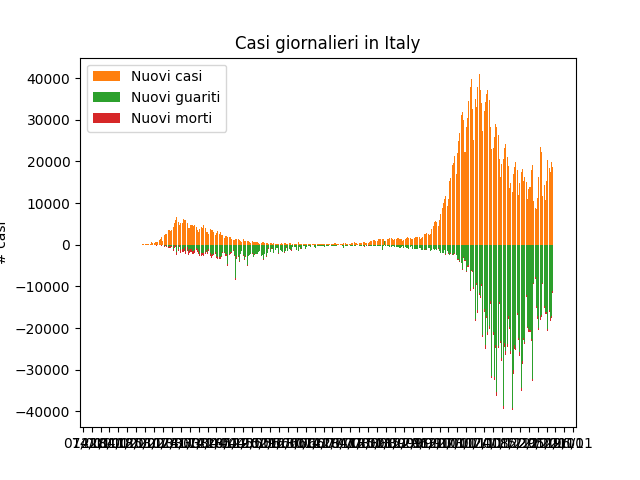 Casi giornalieri in Italy
Nuovi casi
Nuovi guariti
Nuovi morti
40000
30000
20000
10000
0
−10000
−20000
−30000
−40000
# casi